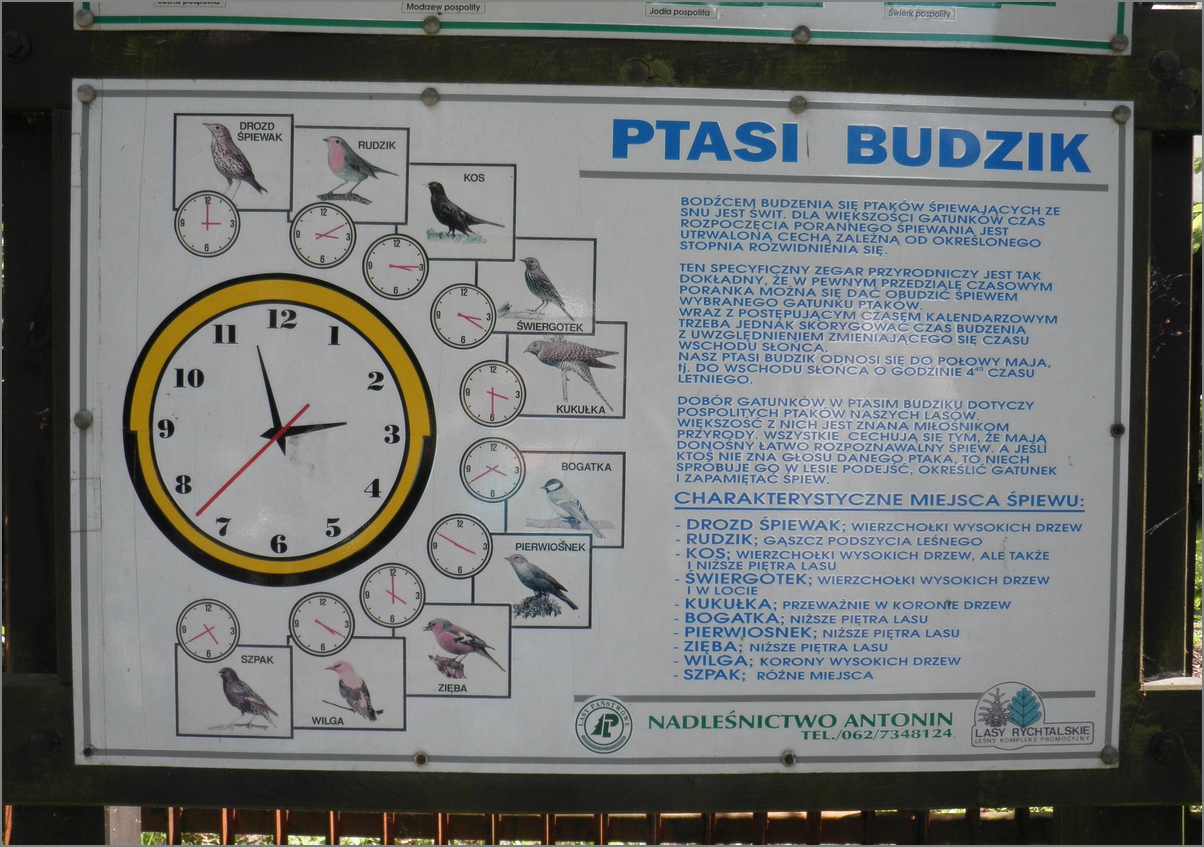 Modrzew pospolity
Jodła pospolita
Świerk pospolity
PTASI BUDZIK
DROZD
ŚPIEWAK
RUDZIK
KOS
ŚWIERGOTEK
KUKUŁKA
BOGATKA
PIERWIOSNEK
ZIĘBA
WILGA
SZPAK
12
1
2
3
4
5
6
7
8
9
10
11
BODŹCEM BUDZENIA SIĘ PTAKÓW ŚPIEWAJĄCYCH ZE
SNU JEST ŚWIT. DLA WIĘKSZOŚCI GATUNKÓW CZAS
ROZPOCZĘCIA PORANNEGO ŚPIEWANIA JEST
UTRWALONĄ CECHĄ ZALEŻNĄ OD OKREŚLONEGO
STOPNIA ROZWIDNIENIA SIĘ.
TEN SPECYFICZNY ZEGAR PRZYRODNICZY JEST TAK
DOKŁADNY, ŻE W PEWNYM PRZEDZIALE CZASOWYM
PORANKA MOŻNA SIĘ DAĆ OBUDZIĆ ŚPIEWEM
WYBRANEGO GATUNKU PTAKÓW.
WRAZ Z POSTĘPUJĄCYM CZASEM KALENDARZOWYM
TRZEBA JEDNAK SKORYGOWAĆ CZAS BUDZENIA
Z UWZGLĘDNIENIEM ZMIENIAJĄCEGO SIĘ CZASU
WSCHODU SŁOŃCA.
NASZ PTASI BUDZIK ODNOSI SIĘ DO POŁOWY MAJA,
tj. DO WSCHODU SŁOŃCA O GODZINIE 4⁴⁰ CZASU
LETNIEGO.
DOBÓR GATUNKÓW W PTASIM BUDZIKU DOTYCZY
POSPOLITYCH PTAKÓW NASZYCH LASÓW.
WIĘKSZOŚĆ Z NICH JEST ZNANA MIŁOŚNIKOM
PRZYRODY. WSZYSTKIE CECHUJĄ SIĘ TYM, ŻE MAJĄ
DONOŚNY ŁATWO ROZPOZNAWALNY ŚPIEW. A JEŚLI
KTOŚ NIE ZNA GŁOSU DANEGO PTAKA, TO NIECH
SPRÓBUJE GO W LESIE PODEJŚĆ, OKREŚLIĆ GATUNEK
I ZAPAMIĘTAĆ ŚPIEW.
CHARAKTERYSTYCZNE MIEJSCA ŚPIEWU:
- DROZD ŚPIEWAK; WIERZCHOŁKI WYSOKICH DRZEW
- RUDZIK; GĄSZCZ PODSZYCIA LEŚNEGO
- KOS; WIERZCHOŁKI WYSOKICH DRZEW, ALE TAKŻE
I NIŻSZE PIĘTRA LASU
- ŚWIERGOTEK; WIERZCHOŁKI WYSOKICH DRZEW
I W LOCIE
- KUKUŁKA; PRZEWAŻNIE W KORONIE DRZEW
- BOGATKA; NIŻSZE PIĘTRA LASU
- PIERWIOSNEK; NIŻSZE PIĘTRA LASU
- ZIĘBA; NIŻSZE PIĘTRA LASU
- WILGA; KORONY WYSOKICH DRZEW
- SZPAK; RÓŻNE MIEJSCA
LASY PAŃSTWOWE
NADLEŚNICTWO ANTONIN
TEL./062/7348124
LASY RYCHTALSKIE
LEŚNY KOMPLEKS PROMOCYJNY